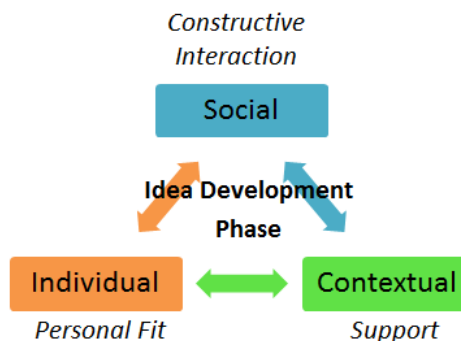 Constructive
Interaction
Social
Idea Development
Phase
Individual
Contextual
Personal Fit
Support